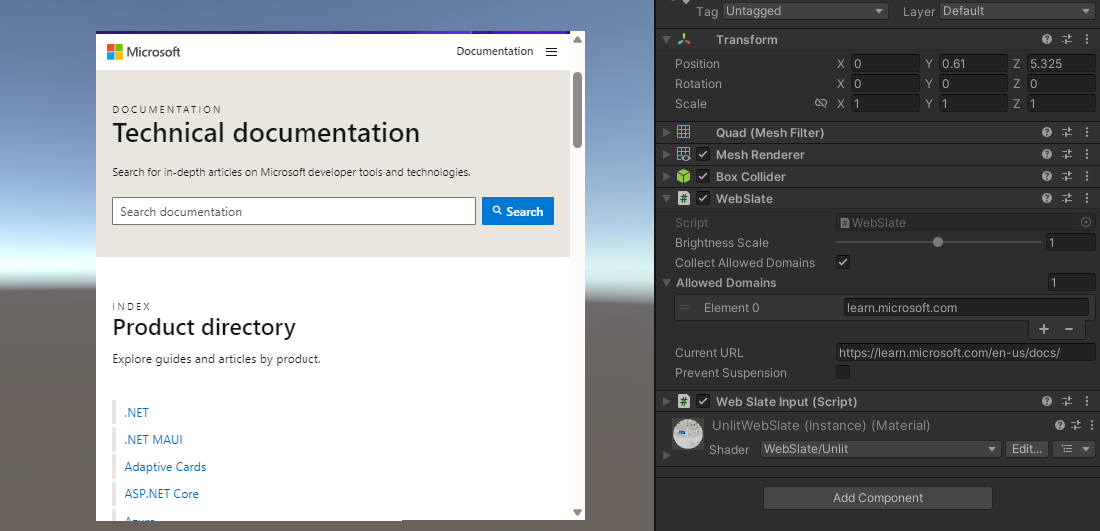 Microsoft
Documentation
DOCUMENTATION
Technical documentation
Search for in-depth articles on Microsoft developer tools and technologies.
Search documentation
Search
INDEX
Product directory
Explore guides and articles by product.
.NET
.NET MAUI
Adaptive Cards
ASP.NET Core
Azure
Tag Untagged Layer Default
Transform
Position X 0 Y 0.61 Z 5.325
Rotation X 0 Y 0 Z 0
Scale X 1 Y 1 Z 1
Quad (Mesh Filter)
Mesh Renderer
Box Collider
WebSlate
Script WebSlate
Brightness Scale 1
Collect Allowed Domains
Allowed Domains 1
Element 0 learn.microsoft.com
+ −
Current URL https://learn.microsoft.com/en-us/docs/
Prevent Suspension
Web Slate Input (Script)
UnlitWebSlate (Instance) (Material)
Shader WebSlate/Unlit Edit...
Add Component